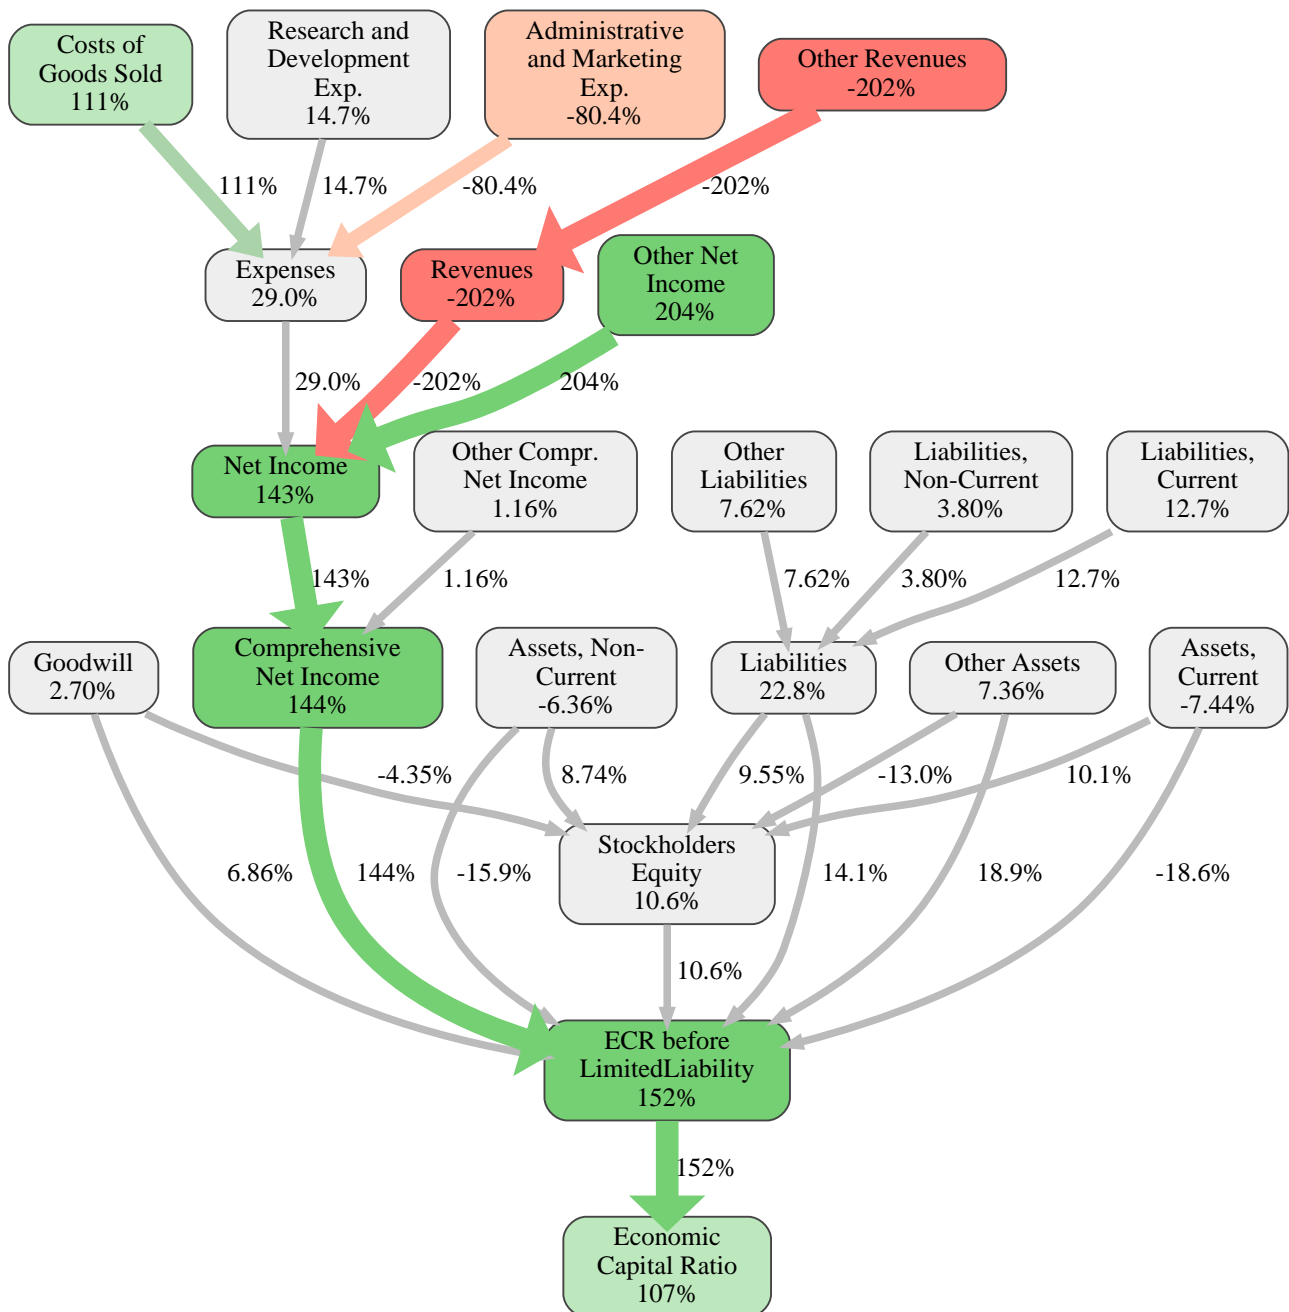 Costs of
Goods Sold
111%
Research and
Development
Exp.
14.7%
Administrative
and Marketing
Exp.
-80.4%
Other Revenues
-202%
111%
14.7%
-80.4%
-202%
Expenses
29.0%
Revenues
-202%
Other Net
Income
204%
29.0%
-202%
204%
Net Income
143%
Other Compr.
Net Income
1.16%
Other
Liabilities
7.62%
Liabilities,
Non-Current
3.80%
Liabilities,
Current
12.7%
143%
1.16%
7.62%
3.80%
12.7%
Goodwill
2.70%
Comprehensive
Net Income
144%
Assets, Non-
Current
-6.36%
Liabilities
22.8%
Other Assets
7.36%
Assets,
Current
-7.44%
-4.35%
8.74%
9.55%
-13.0%
10.1%
Stockholders
Equity
10.6%
6.86%
144%
-15.9%
14.1%
18.9%
-18.6%
10.6%
ECR before
LimitedLiability
152%
152%
Economic
Capital Ratio
107%